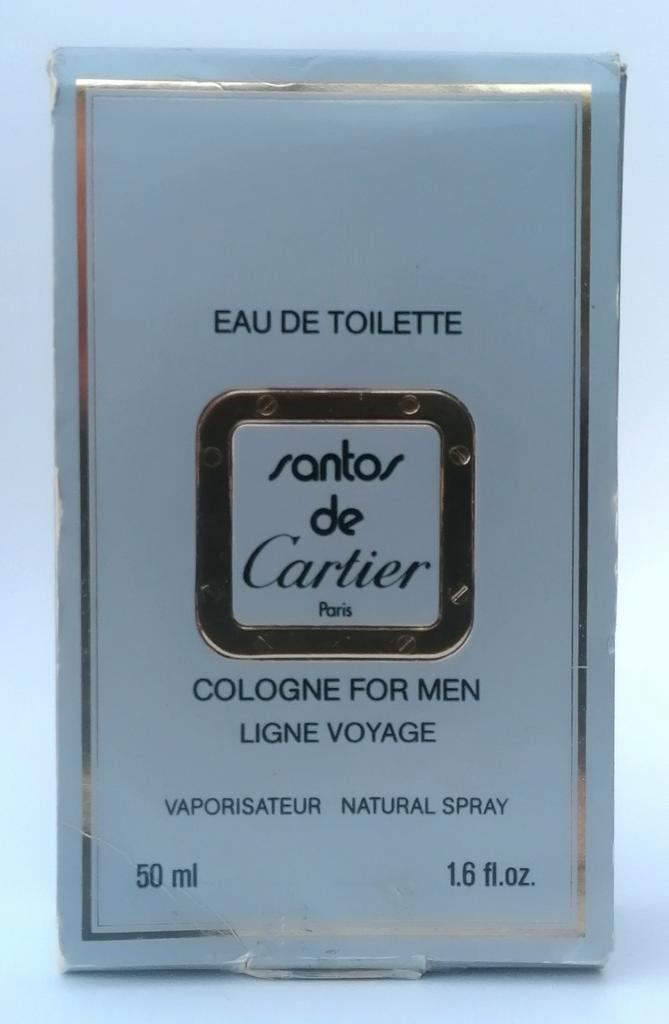 EAU DE TOILETTE
santos
de
Cartier
Paris
COLOGNE FOR MEN
LIGNE VOYAGE
VAPORISATEUR NATURAL SPRAY
50 ml 1.6 fl.oz.